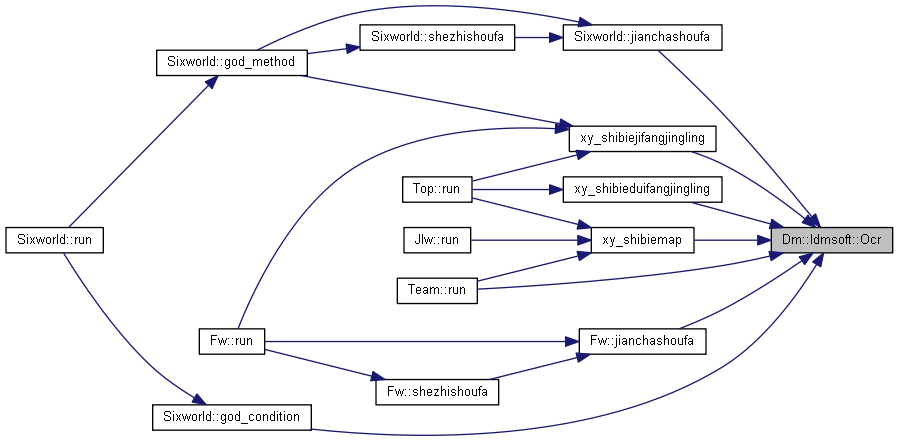 Sixworld::shezhishoufa
Sixworld::jianchashoufa
Sixworld::god_method
xy_shibiejifangjingling
Top::run
xy_shibieduifangjingling
Sixworld::run
Jlw::run
xy_shibiemap
Dm::Idmsoft::Ocr
Team::run
Fw::run
Fw::jianchashoufa
Fw::shezhishoufa
Sixworld::god_condition